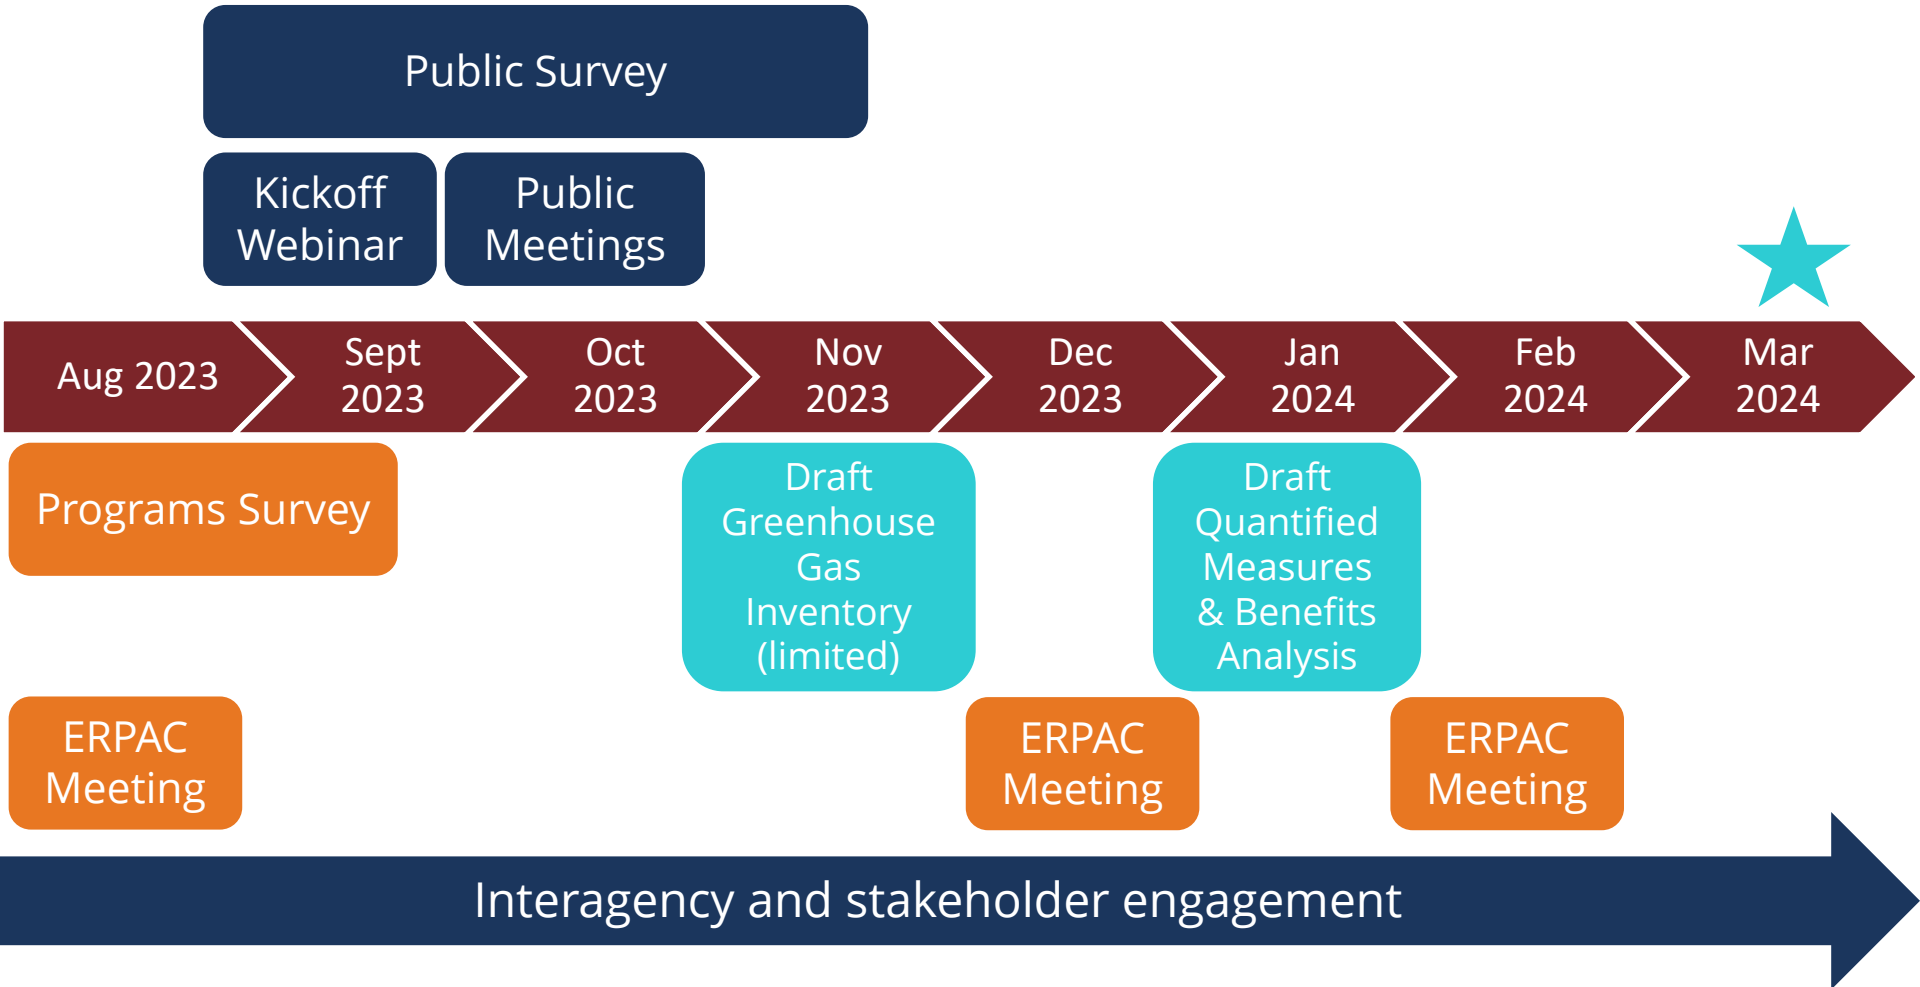 Public Survey
Kickoff
Webinar
Public
Meetings
Aug 2023
Sept
2023
Oct
2023
Nov
2023
Dec
2023
Jan
2024
Feb
2024
Mar
2024
Programs Survey
Draft
Greenhouse
Gas
Inventory
(limited)
Draft
Quantified
Measures
& Benefits
Analysis
ERPAC
Meeting
ERPAC
Meeting
ERPAC
Meeting
Interagency and stakeholder engagement